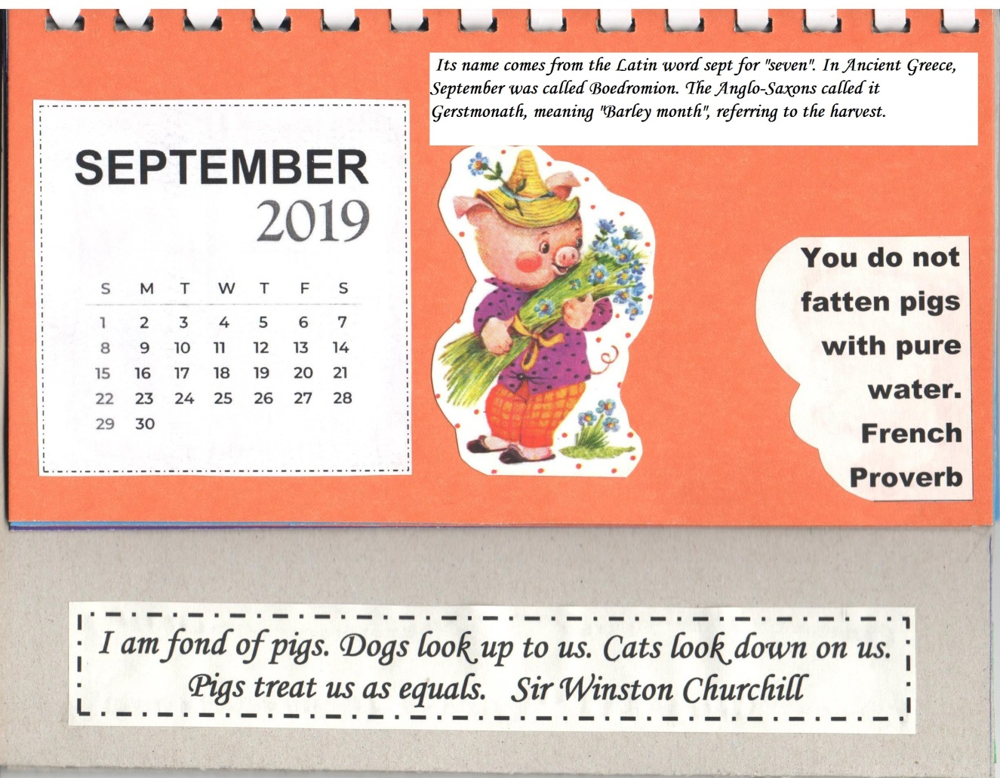 Its name comes from the Latin word sept for "seven". In Ancient Greece,
September was called Boedromion. The Anglo-Saxons called it
Gerstmonath, meaning "Barley month", referring to the harvest.
SEPTEMBER
2019
S M T W T F S
1 2 3 4 5 6 7
8 9 10 11 12 13 14
15 16 17 18 19 20 21
22 23 24 25 26 27 28
29 30
You do not
fatten pigs
with pure
water.
French
Proverb
I am fond of pigs. Dogs look up to us. Cats look down on us.
Pigs treat us as equals. Sir Winston Churchill